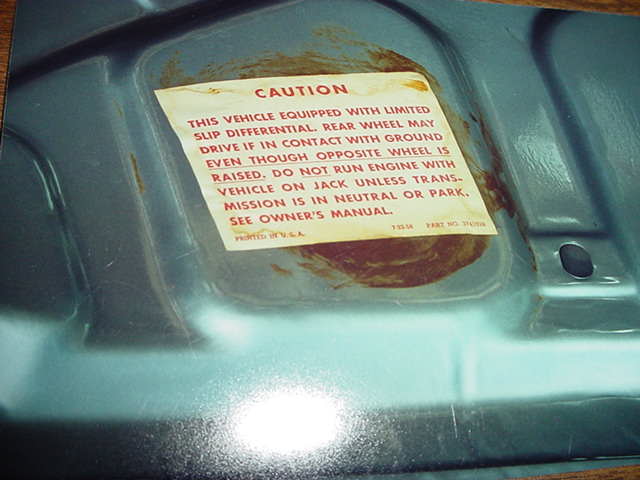 CAUTION
THIS VEHICLE EQUIPPED WITH LIMITED
SLIP DIFFERENTIAL. REAR WHEEL MAY
DRIVE IF IN CONTACT WITH GROUND
EVEN THOUGH OPPOSITE WHEEL IS
RAISED. DO NOT RUN ENGINE WITH
VEHICLE ON JACK UNLESS TRANS-
MISSION IS IN NEUTRAL OR PARK.
SEE OWNER'S MANUAL.
PRINTED IN U.S.A. PART NO.